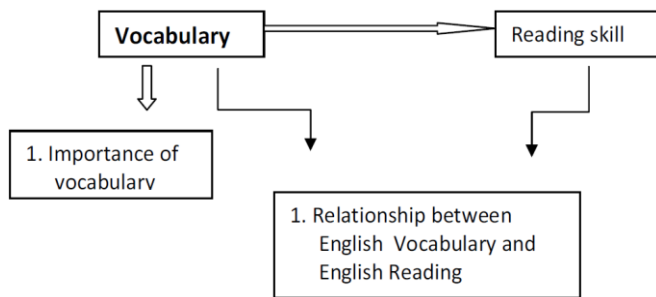 Vocabulary
Reading skill
1. Importance of
vocabulary
1. Relationship between
English Vocabulary and
English Reading